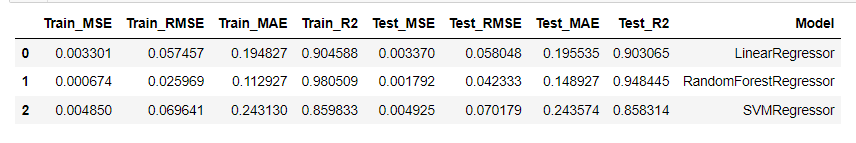 Train_MSE Train_RMSE Train_MAE Train_R2 Test_MSE Test_RMSE Test_MAE Test_R2 Model
0 0.003301 0.057457 0.194827 0.904588 0.003370 0.058048 0.195535 0.903065 LinearRegressor
1 0.000674 0.025969 0.112927 0.980509 0.001792 0.042333 0.148927 0.948445 RandomForestRegressor
2 0.004850 0.069641 0.243130 0.859833 0.004925 0.070179 0.243574 0.858314 SVMRegressor